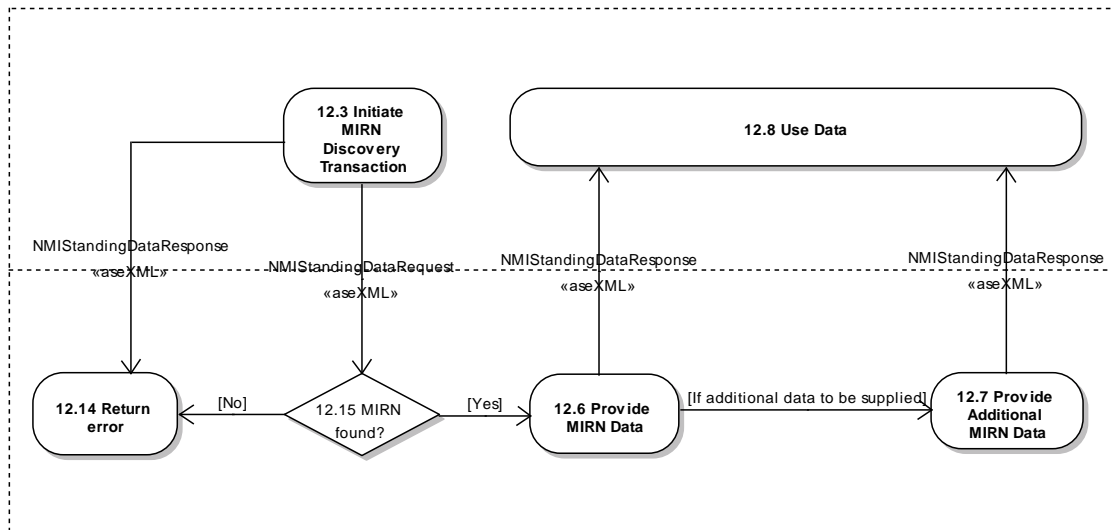 12.3 Initiate
MIRN
Discovery
Transaction
12.8 Use Data
NMIStandingDataResponse
«aseXML»
NMIStandingDataRequest
«aseXML»
NMIStandingDataResponse
«aseXML»
NMIStandingDataResponse
«aseXML»
12.14 Return
error
[No]
12.15 MIRN
found?
[Yes]
12.6 Provide
MIRN Data
[If additional data to be supplied]
12.7 Provide
Additional
MIRN Data